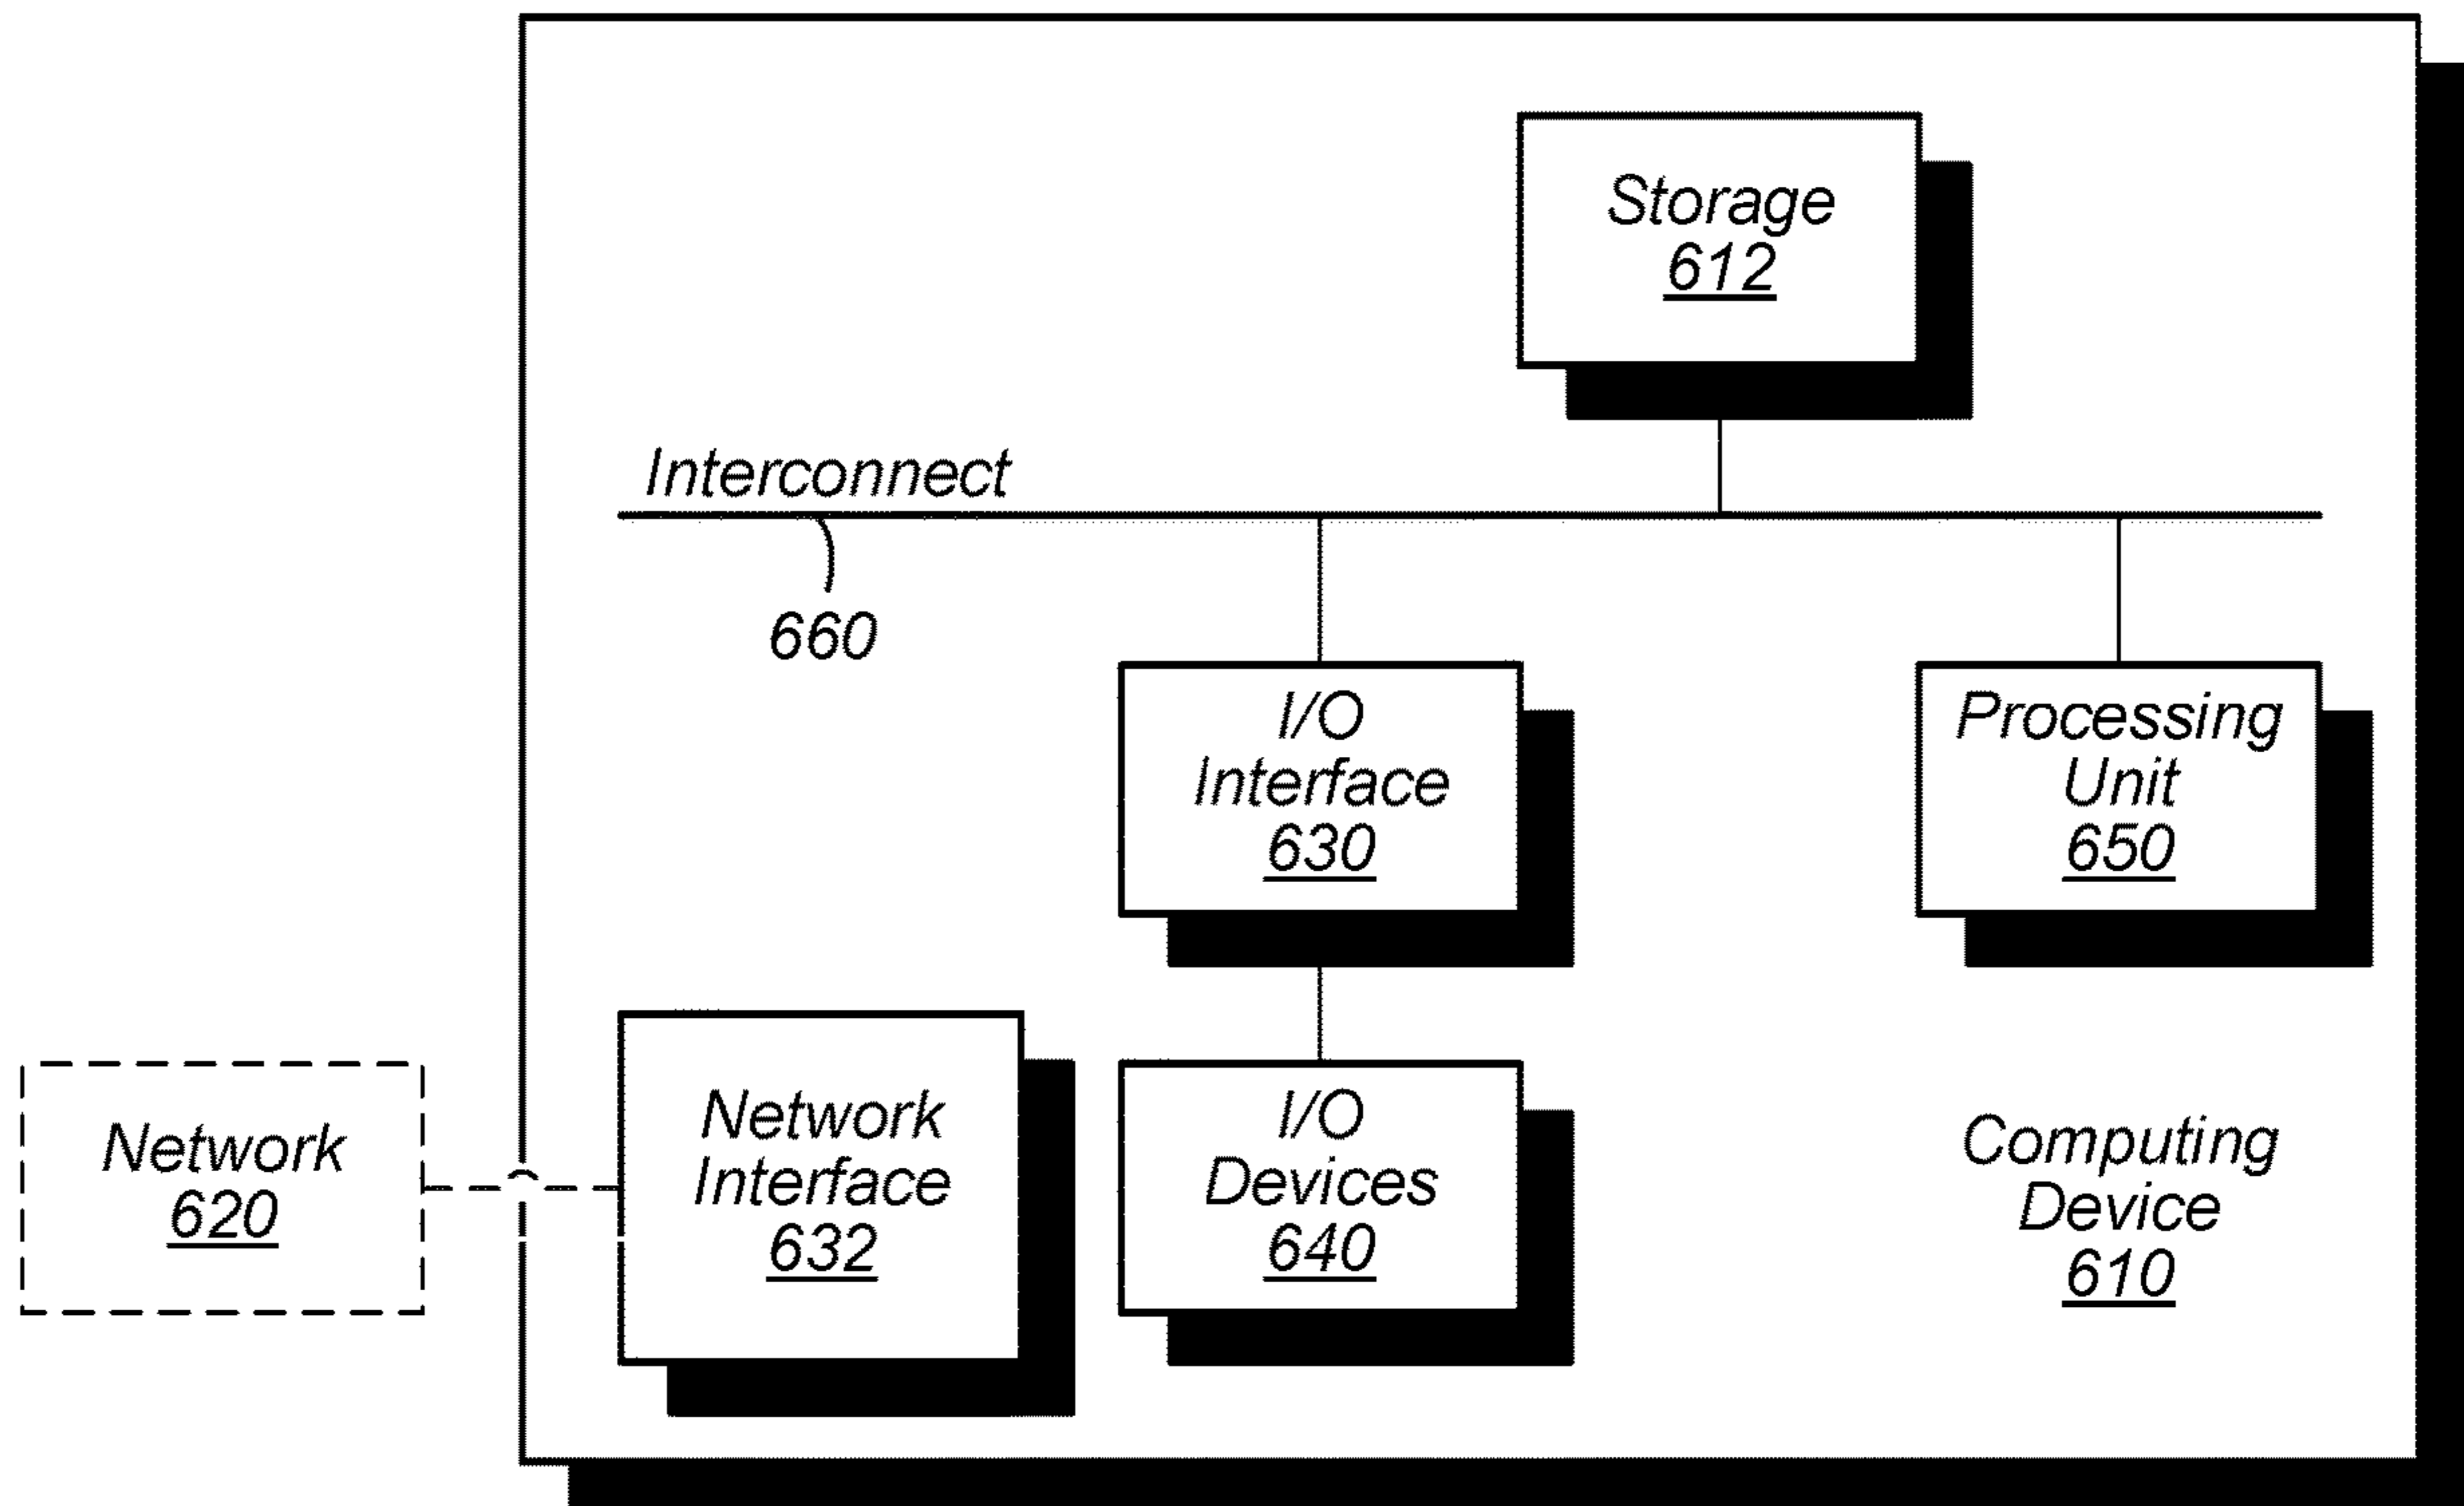 Storage
612
Interconnect
660
I/O
Interface
630
Processing
Unit
650
Network
620
Network
Interface
632
I/O
Devices
640
Computing
Device
610